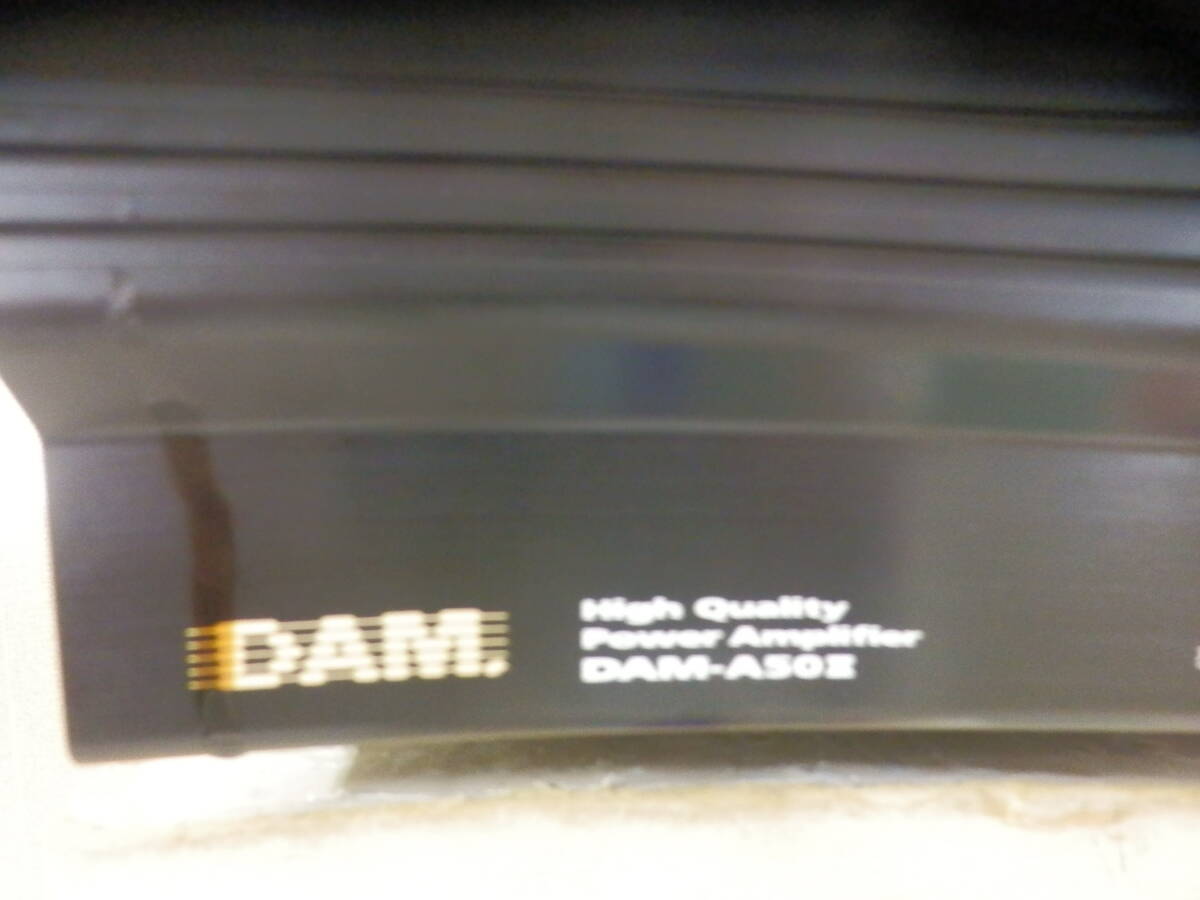 DAM.
High Quality
Power Amplifier
DAM-A50II